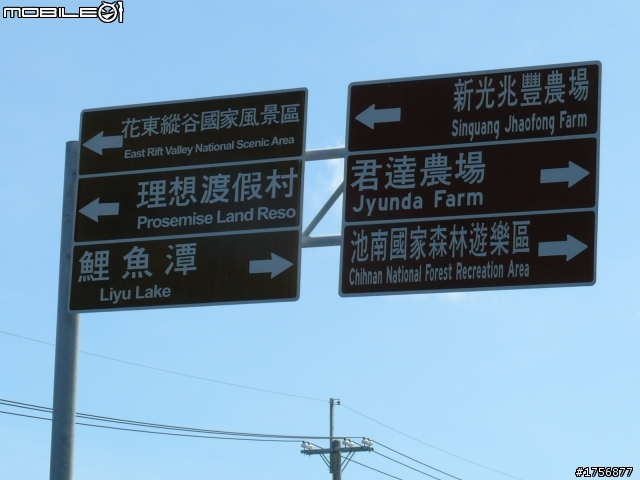 MOBILE01
花東縱谷國家風景區
East Rift Valley National Scenic Area
理想渡假村
Prosemise Land Reso
鯉魚潭
Liyu Lake
新光兆豐農場
Singuang Jhaofong Farm
君達農場
Jyunda Farm
池南國家森林遊樂區
Chihnan National Forest Recreation Area
#1756877